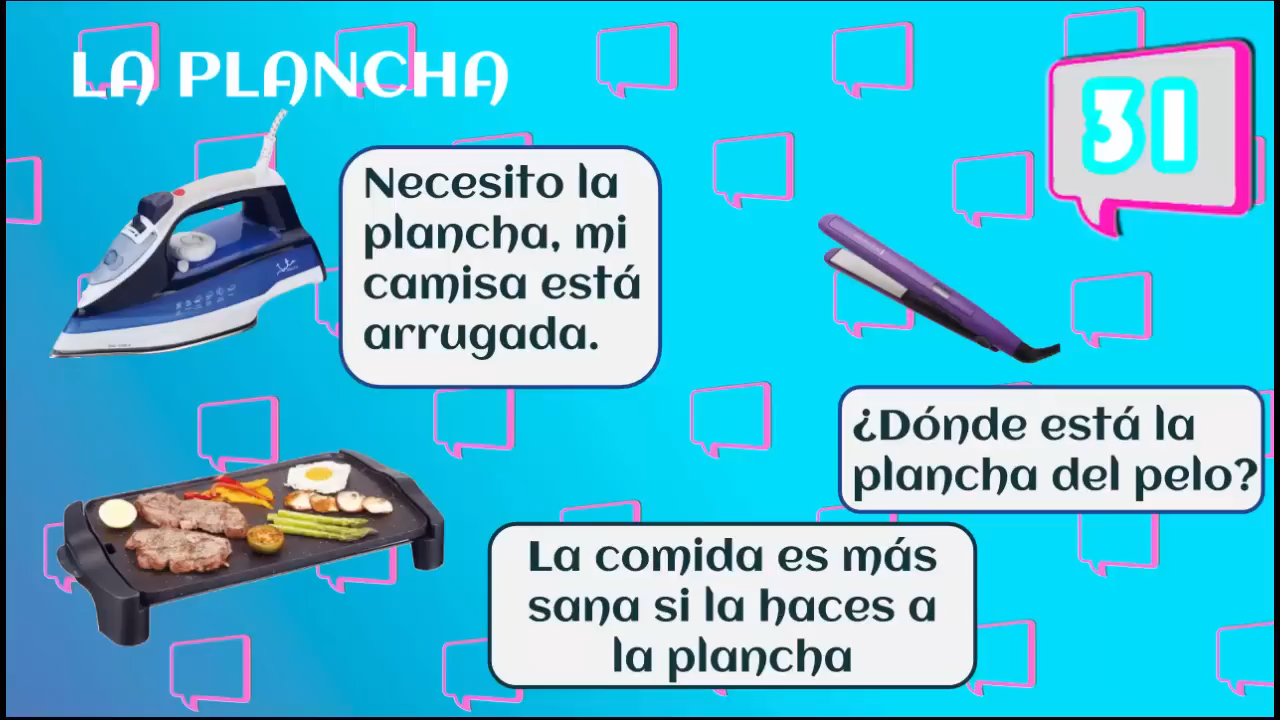 LA PLANCHA
31
Necesito la
plancha, mi
camisa está
arrugada.
¿Dónde está la
plancha del pelo?
La comida es más
sana si la haces a
la plancha